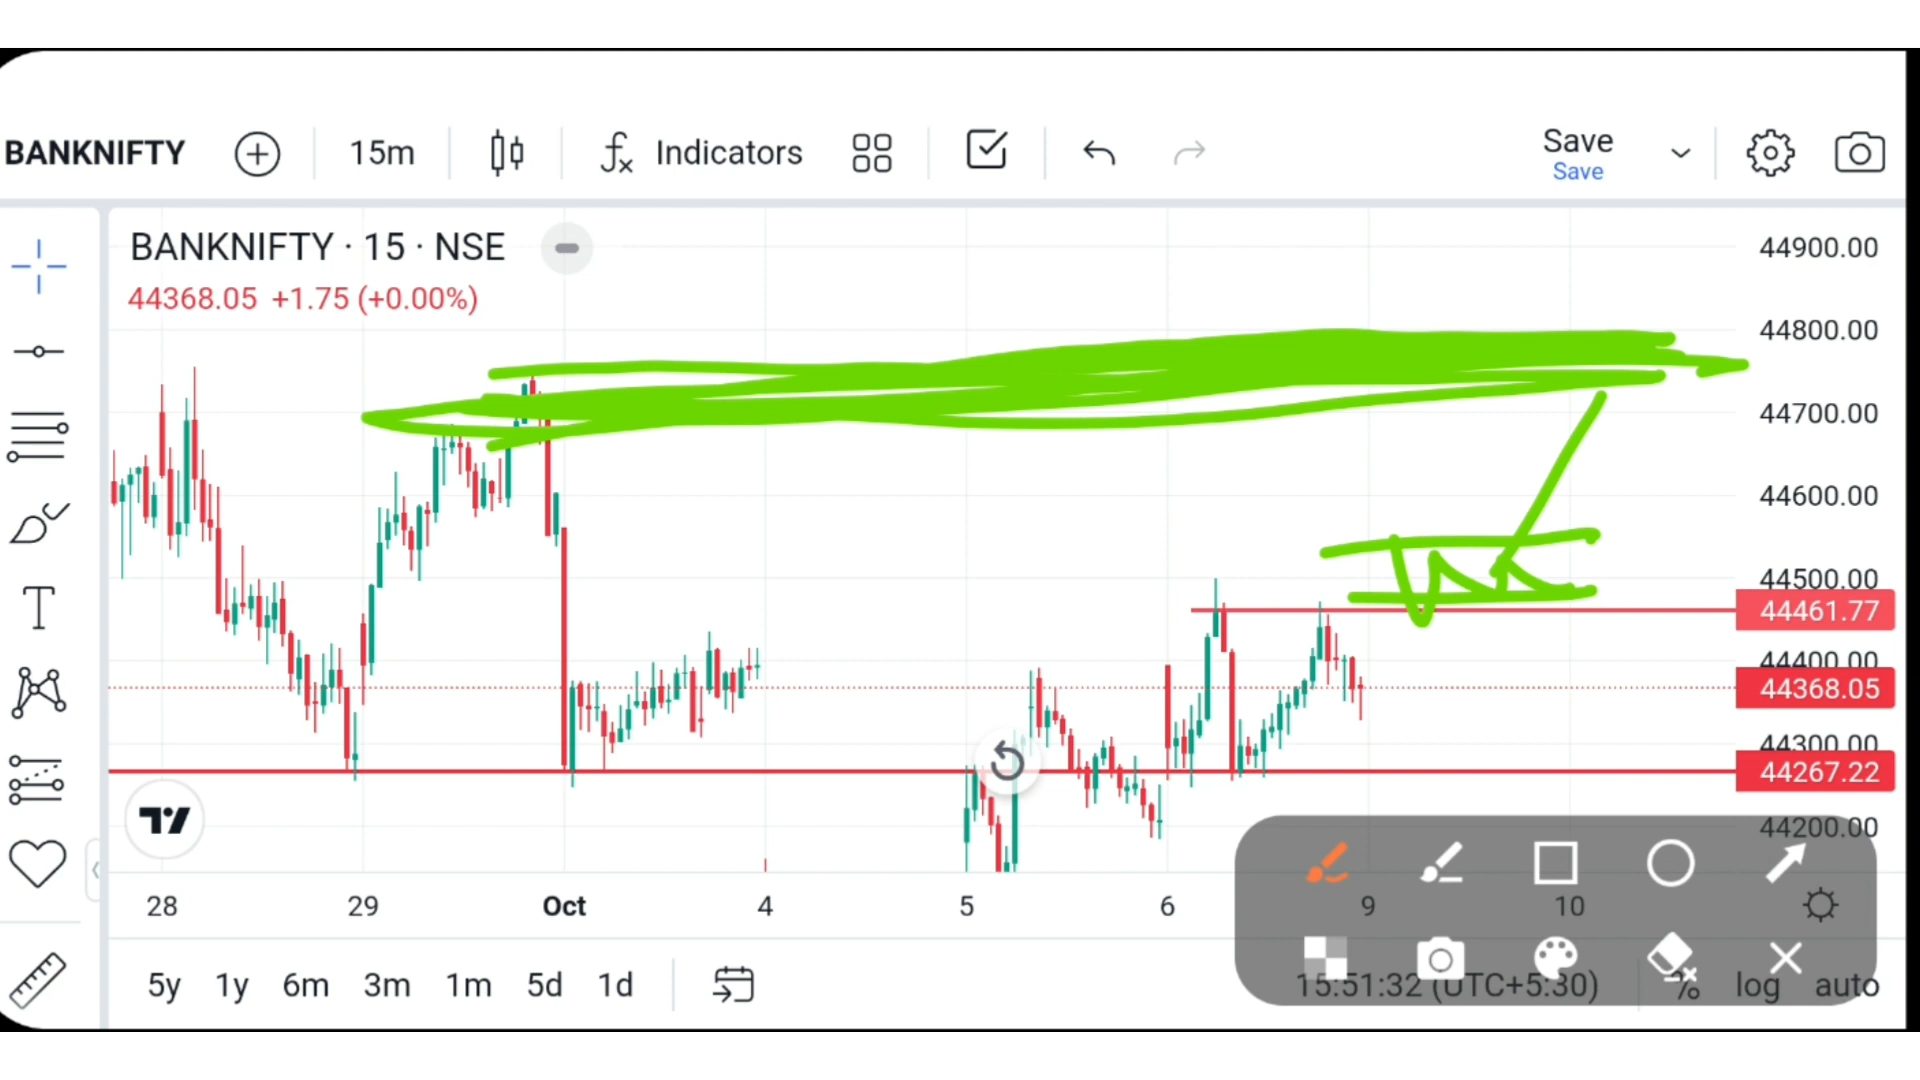 BANKNIFTY 15m Indicators Save
Save
BANKNIFTY · 15 · NSE
44368.05 +1.75 (+0.00%)
44900.00
44800.00
44700.00
44600.00
44500.00
44461.77
44400.00
44368.05
44300.00
44267.22
44200.00
28 29 Oct 4 5 6 9 10
5y 1y 6m 3m 1m 5d 1d 15:51:32 (UTC+5:30) % log auto